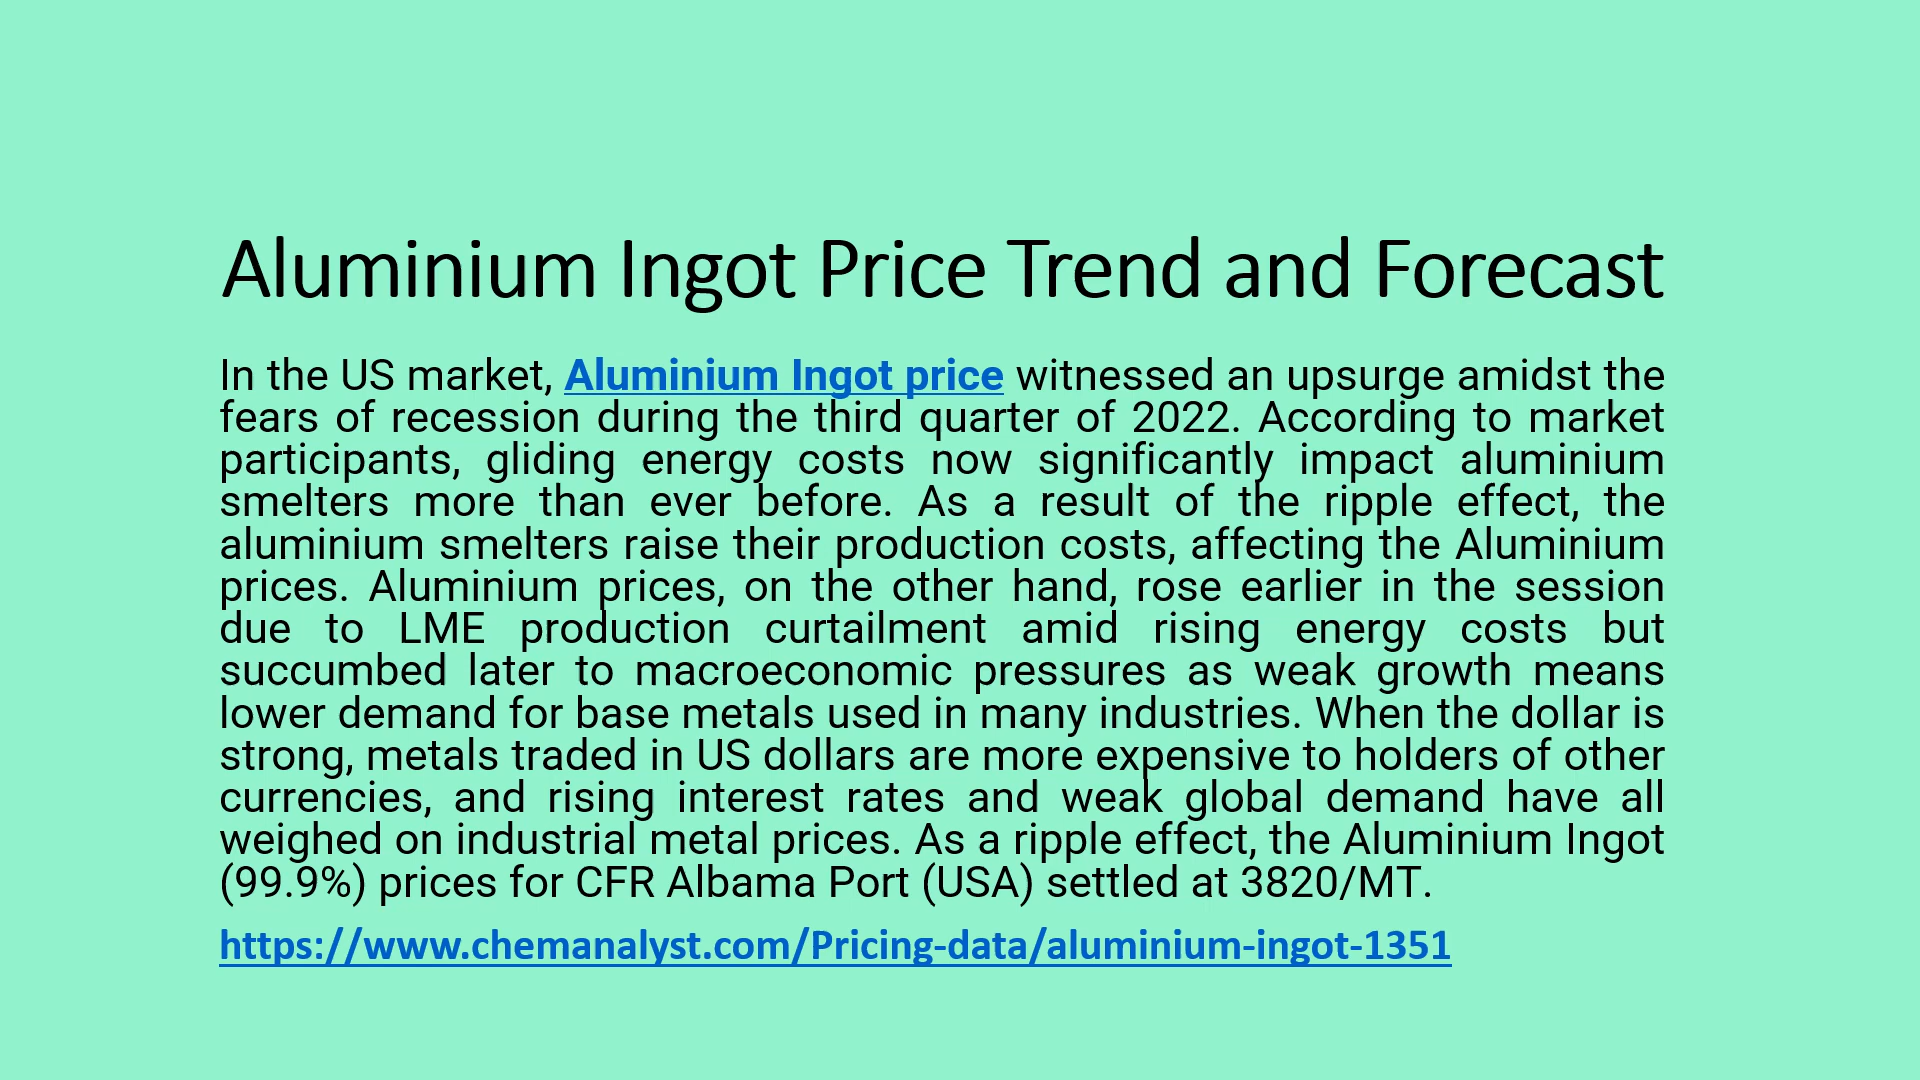 Aluminium Ingot Price Trend and Forecast
In the US market, Aluminium Ingot price witnessed an upsurge amidst the
fears of recession during the third quarter of 2022. According to market
participants, gliding energy costs now significantly impact aluminium
smelters more than ever before. As a result of the ripple effect, the
aluminium smelters raise their production costs, affecting the Aluminium
prices. Aluminium prices, on the other hand, rose earlier in the session
due to LME production curtailment amid rising energy costs but
succumbed later to macroeconomic pressures as weak growth means
lower demand for base metals used in many industries. When the dollar is
strong, metals traded in US dollars are more expensive to holders of other
currencies, and rising interest rates and weak global demand have all
weighed on industrial metal prices. As a ripple effect, the Aluminium Ingot
(99.9%) prices for CFR Albama Port (USA) settled at 3820/MT.
https://www.chemanalyst.com/Pricing-data/aluminium-ingot-1351